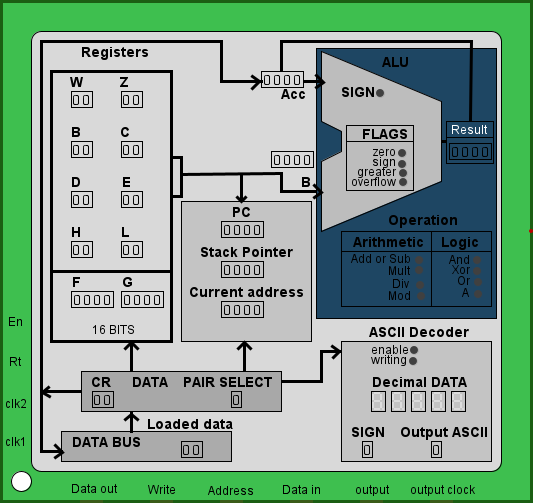 Registers
W Z
00 00
B C
00 00
D E
00 00
H L
00 00
F G
0000 0000
16 BITS
0000
Acc
ALU
SIGN
FLAGS
zero
sign
greater
overflow
Result
0000
0000
B
PC
0000
Stack Pointer
0000
Current address
0000
Operation
Arithmetic
Add or Sub
Mult
Div
Mod
Logic
And
Xor
Or
A
CR DATA PAIR SELECT
00 0
Loaded data
DATA BUS 00
ASCII Decoder
enable
writing
Decimal DATA
88888
SIGN Output ASCII
0 0
En
Rt
clk2
clk1
Data out Write Address Data in output output clock